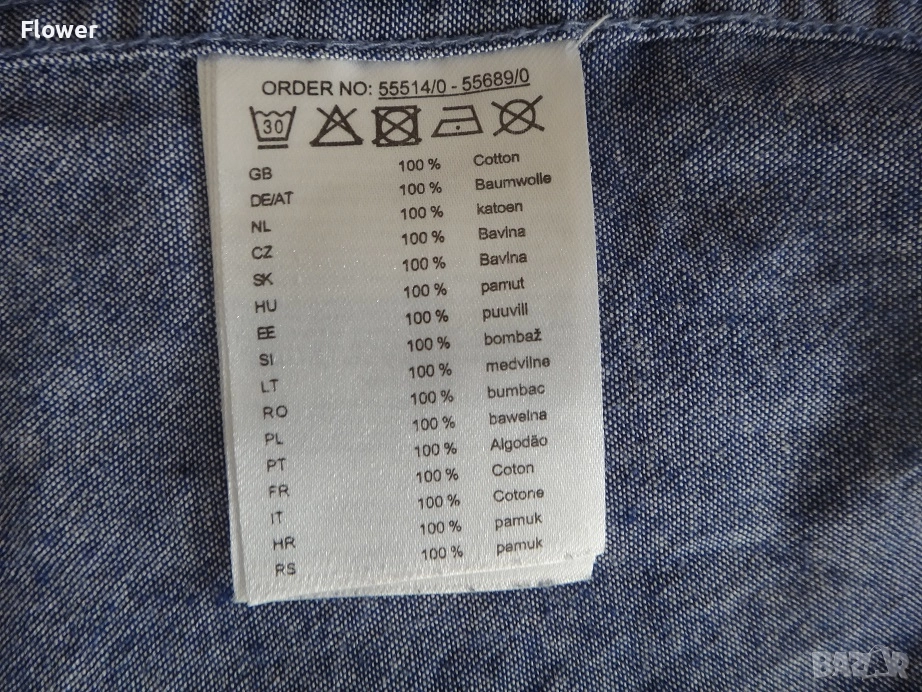 Flower
ORDER NO: 55514/0 - 55689/0
30
GB 100 % Cotton
DE/AT 100 % Baumwolle
NL 100 % katoen
CZ 100 % Bavlna
SK 100 % Bavlna
HU 100 % pamut
EE 100 % puuvill
SI 100 % bombaž
LT 100 % medvilne
RO 100 % bumbac
PL 100 % bawelna
PT 100 % Algodão
FR 100 % Coton
IT 100 % Cotone
HR 100 % pamuk
RS 100 % pamuk
BAZAR